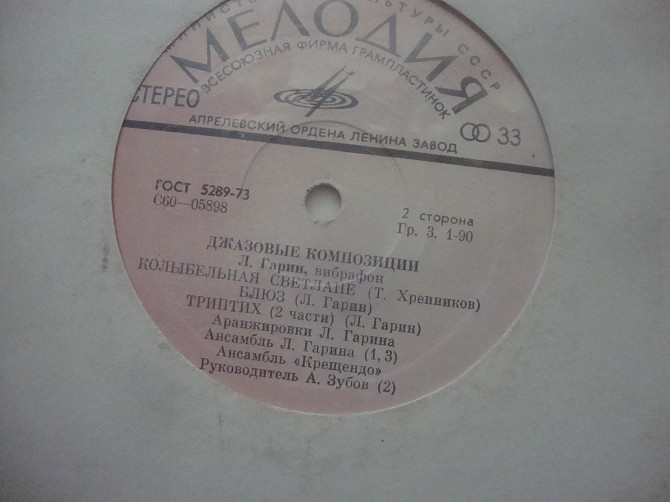 КУЛЬТУРЫ СССР
МЕЛОДИЯ
ВСЕСОЮЗНАЯ ФИРМА ГРАМПЛАСТИНОК
СТЕРЕО
33
АПРЕЛЕВСКИЙ ОРДЕНА ЛЕНИНА ЗАВОД
ГОСТ 5289-73
С60—05898
2 сторона
Гр. 3. 1-90
ДЖАЗОВЫЕ КОМПОЗИЦИИ
Л. Гарин, вибрафон
КОЛЫБЕЛЬНАЯ СВЕТЛАНЕ (Т. Хренников)
БЛЮЗ (Л. Гарин)
ТРИПТИХ (2 части) (Л. Гарин)
Аранжировки Л. Гарина
Ансамбль Л. Гарина (1, 3)
Ансамбль «Крещендо»
Руководитель А. Зубов (2)